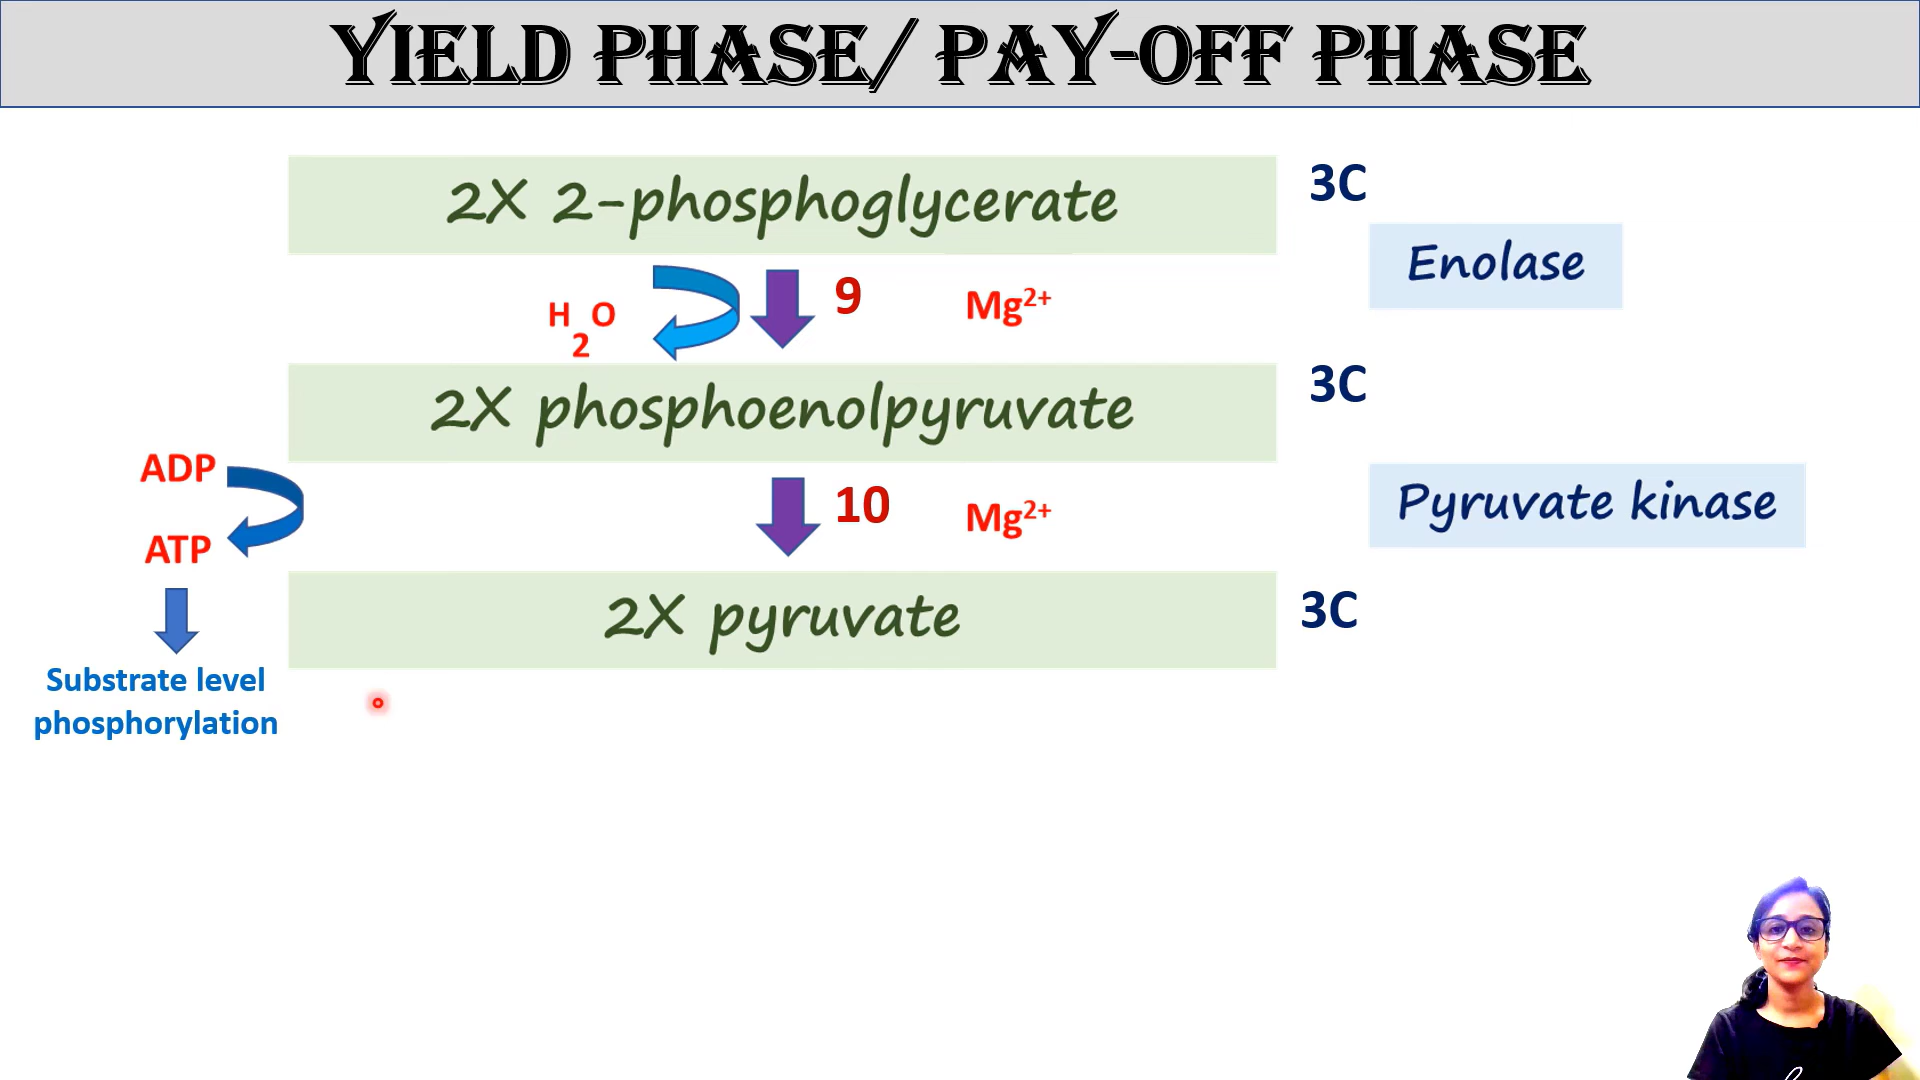 YIELD PHASE/ PAY-OFF PHASE
2X 2-phosphoglycerate
3C
Enolase
H2O
9
Mg²⁺
2X phosphoenolpyruvate
3C
ADP
10
Mg²⁺
Pyruvate kinase
ATP
2X pyruvate
3C
Substrate level
phosphorylation